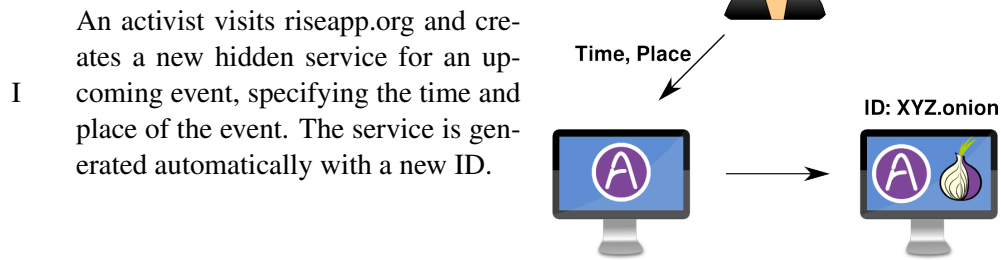 I
An activist visits riseapp.org and cre-
ates a new hidden service for an up-
coming event, specifying the time and
place of the event. The service is gen-
erated automatically with a new ID.
Time, Place
ID: XYZ.onion
A
A